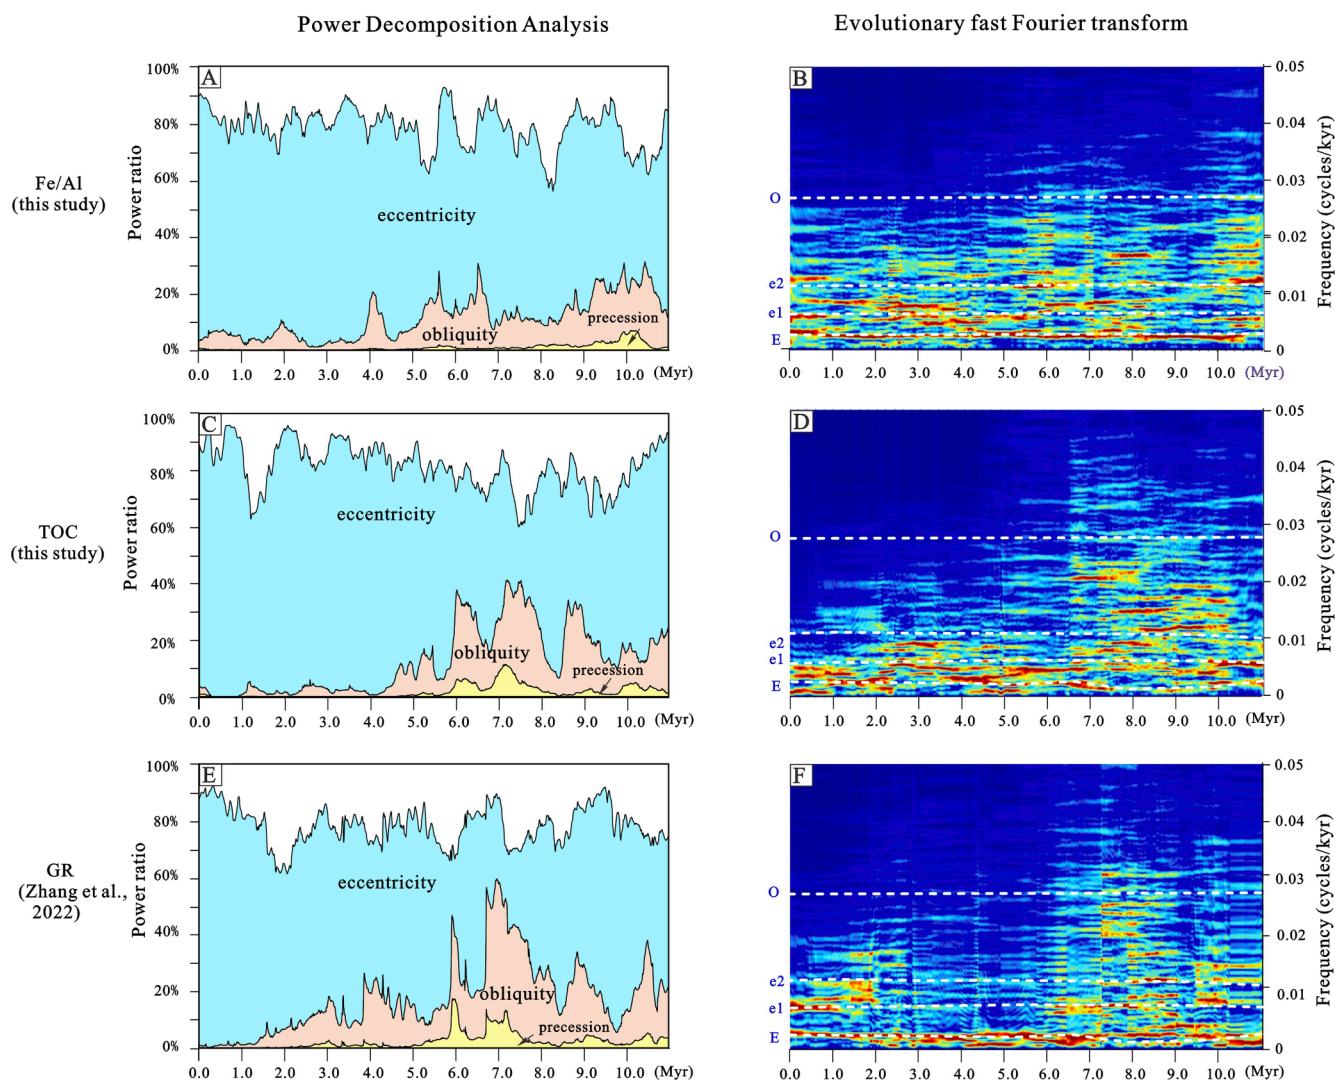 Power Decomposition Analysis
Evolutionary fast Fourier transform
Fe/Al
(this study)
A
Power ratio
100%
80%
60%
40%
20%
0%
eccentricity
obliquity
precession
0.0 1.0 2.0 3.0 4.0 5.0 6.0 7.0 8.0 9.0 10.0 (Myr)
B
O
e2
e1
E
0.05
0.04
0.03
0.02
0.01
0
Frequency (cycles/kyr)
0.0 1.0 2.0 3.0 4.0 5.0 6.0 7.0 8.0 9.0 10.0 (Myr)
TOC
(this study)
C
Power ratio
100%
80%
60%
40%
20%
0%
eccentricity
obliquity
precession
0.0 1.0 2.0 3.0 4.0 5.0 6.0 7.0 8.0 9.0 10.0 (Myr)
D
O
e2
e1
E
0.05
0.04
0.03
0.02
0.01
0
Frequency (cycles/kyr)
0.0 1.0 2.0 3.0 4.0 5.0 6.0 7.0 8.0 9.0 10.0 (Myr)
GR
(Zhang et al.,
2022)
E
Power ratio
100%
80%
60%
40%
20%
0%
eccentricity
obliquity
precession
0.0 1.0 2.0 3.0 4.0 5.0 6.0 7.0 8.0 9.0 10.0 (Myr)
F
O
e2
e1
E
0.05
0.04
0.03
0.02
0.01
0
Frequency (cycles/kyr)
0.0 1.0 2.0 3.0 4.0 5.0 6.0 7.0 8.0 9.0 10.0 (Myr)